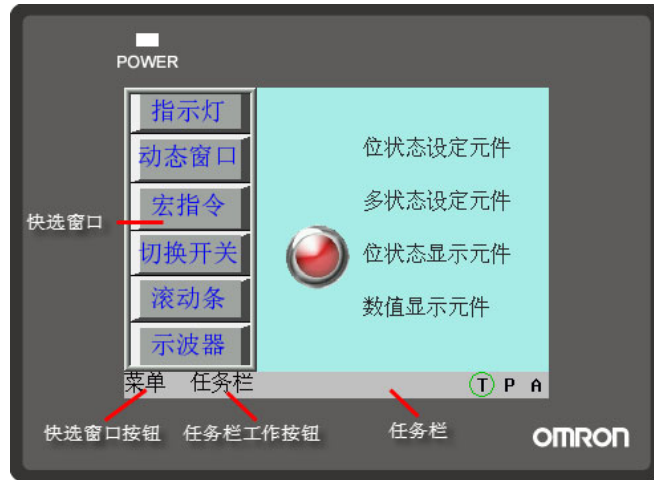 POWER
指示灯
动态窗口
宏指令
切换开关
滚动条
示波器
位状态设定元件
多状态设定元件
位状态显示元件
数值显示元件
快选窗口
菜单 任务栏 T P A
快选窗口按钮 任务栏工作按钮 任务栏
OMRON